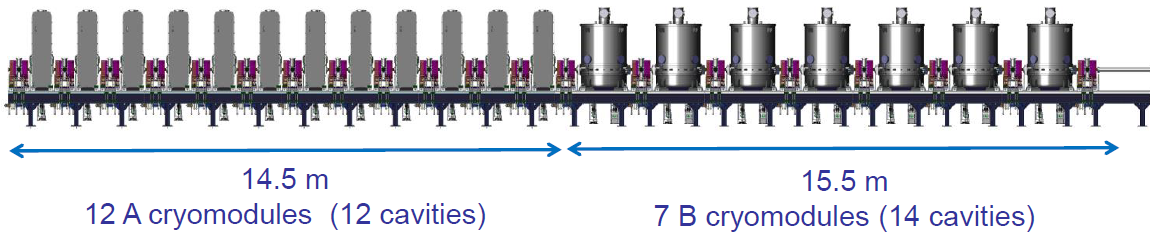 14.5 m
12 A cryomodules (12 cavities)
15.5 m
7 B cryomodules (14 cavities)